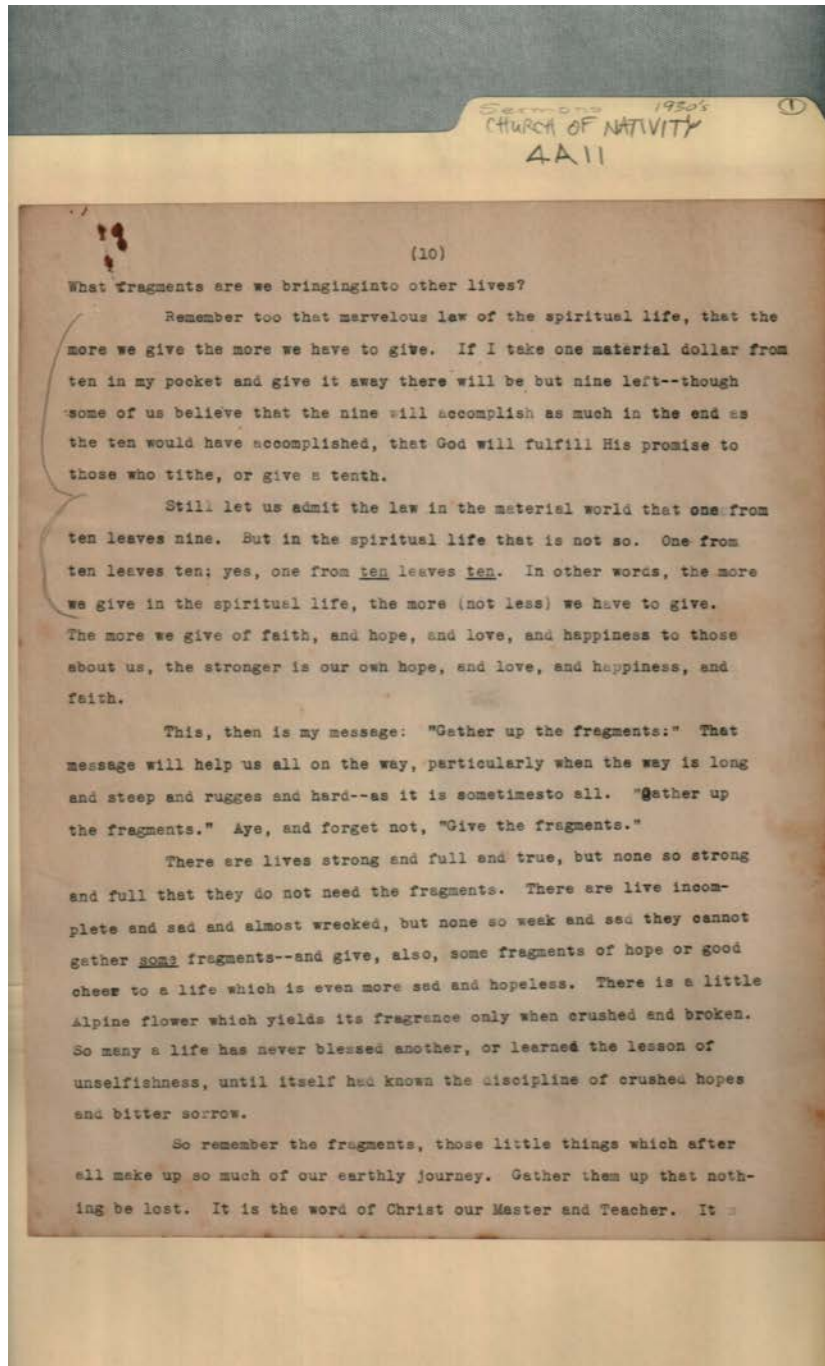 Sermons 1930's ①
CHURCH OF NATIVITY
4A11
(10)
What fragments are we bringinginto other lives?
Remember too that marvelous law of the spiritual life, that the
more we give the more we have to give. If I take one material dollar from
ten in my pocket and give it away there will be but nine left--though
some of us believe that the nine will accomplish as much in the end as
the ten would have accomplished, that God will fulfill His promise to
those who tithe, or give a tenth.
Still let us admit the law in the material world that one from
ten leaves nine. But in the spiritual life that is not so. One from
ten leaves ten; yes, one from ten leaves ten. In other words, the more
we give in the spiritual life, the more (not less) we have to give.
The more we give of faith, and hope, and love, and happiness to those
about us, the stronger is our own hope, and love, and happiness, and
faith.
This, then is my message: "Gather up the fragments:" That
message will help us all on the way, particularly when the way is long
and steep and rugges and hard--as it is sometimesto all. "Gather up
the fragments." Aye, and forget not, "Give the fragments."
There are lives strong and full and true, but none so strong
and full that they do not need the fragments. There are live incom-
plete and sad and almost wrecked, but none so weak and sad they cannot
gather some fragments--and give, also, some fragments of hope or good
cheer to a life which is even more sad and hopeless. There is a little
Alpine flower which yields its fragrance only when crushed and broken.
So many a life has never blessed another, or learned the lesson of
unselfishness, until itself had known the discipline of crushed hopes
and bitter sorrow.
So remember the fragments, those little things which after
all make up so much of our earthly journey. Gather them up that noth-
ing be lost. It is the word of Christ our Master and Teacher. It